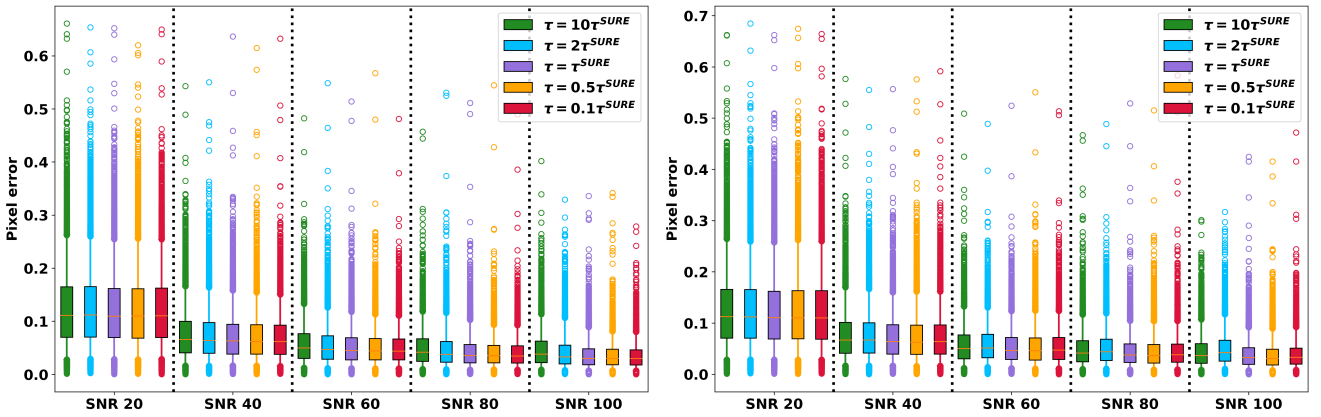 Pixel error
0.6
0.5
0.4
0.3
0.2
0.1
0.0
τ = 10τ^SURE
τ = 2τ^SURE
τ = τ^SURE
τ = 0.5τ^SURE
τ = 0.1τ^SURE
SNR 20 SNR 40 SNR 60 SNR 80 SNR 100
Pixel error
0.7
0.6
0.5
0.4
0.3
0.2
0.1
0.0
τ = 10τ^SURE
τ = 2τ^SURE
τ = τ^SURE
τ = 0.5τ^SURE
τ = 0.1τ^SURE
SNR 20 SNR 40 SNR 60 SNR 80 SNR 100